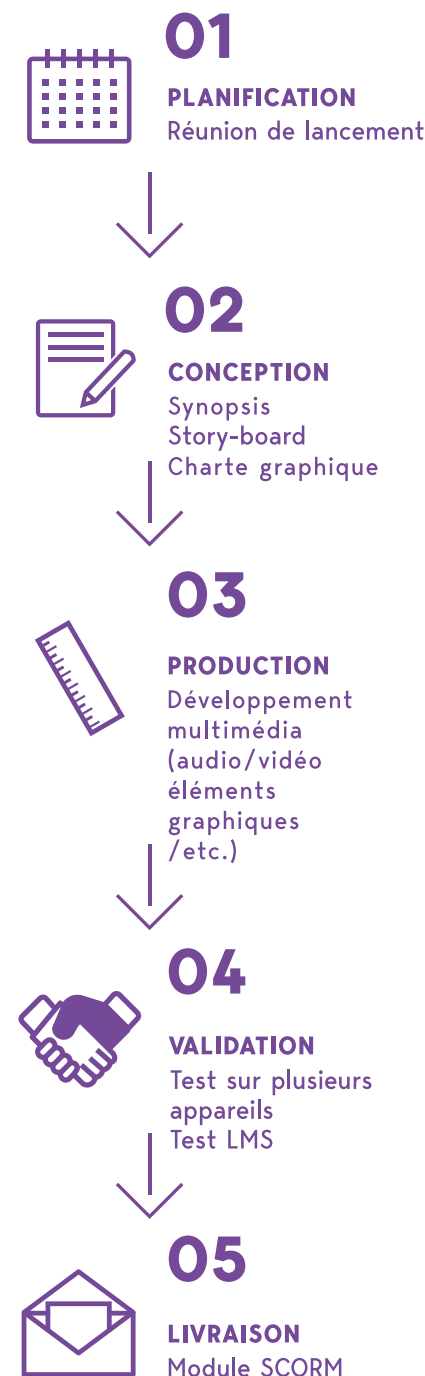 01
PLANIFICATION
Réunion de lancement
02
CONCEPTION
Synopsis
Story-board
Charte graphique
03
PRODUCTION
Développement
multimédia
(audio/vidéo
éléments
graphiques
/etc.)
04
VALIDATION
Test sur plusieurs
appareils
Test LMS
05
LIVRAISON
Module SCORM